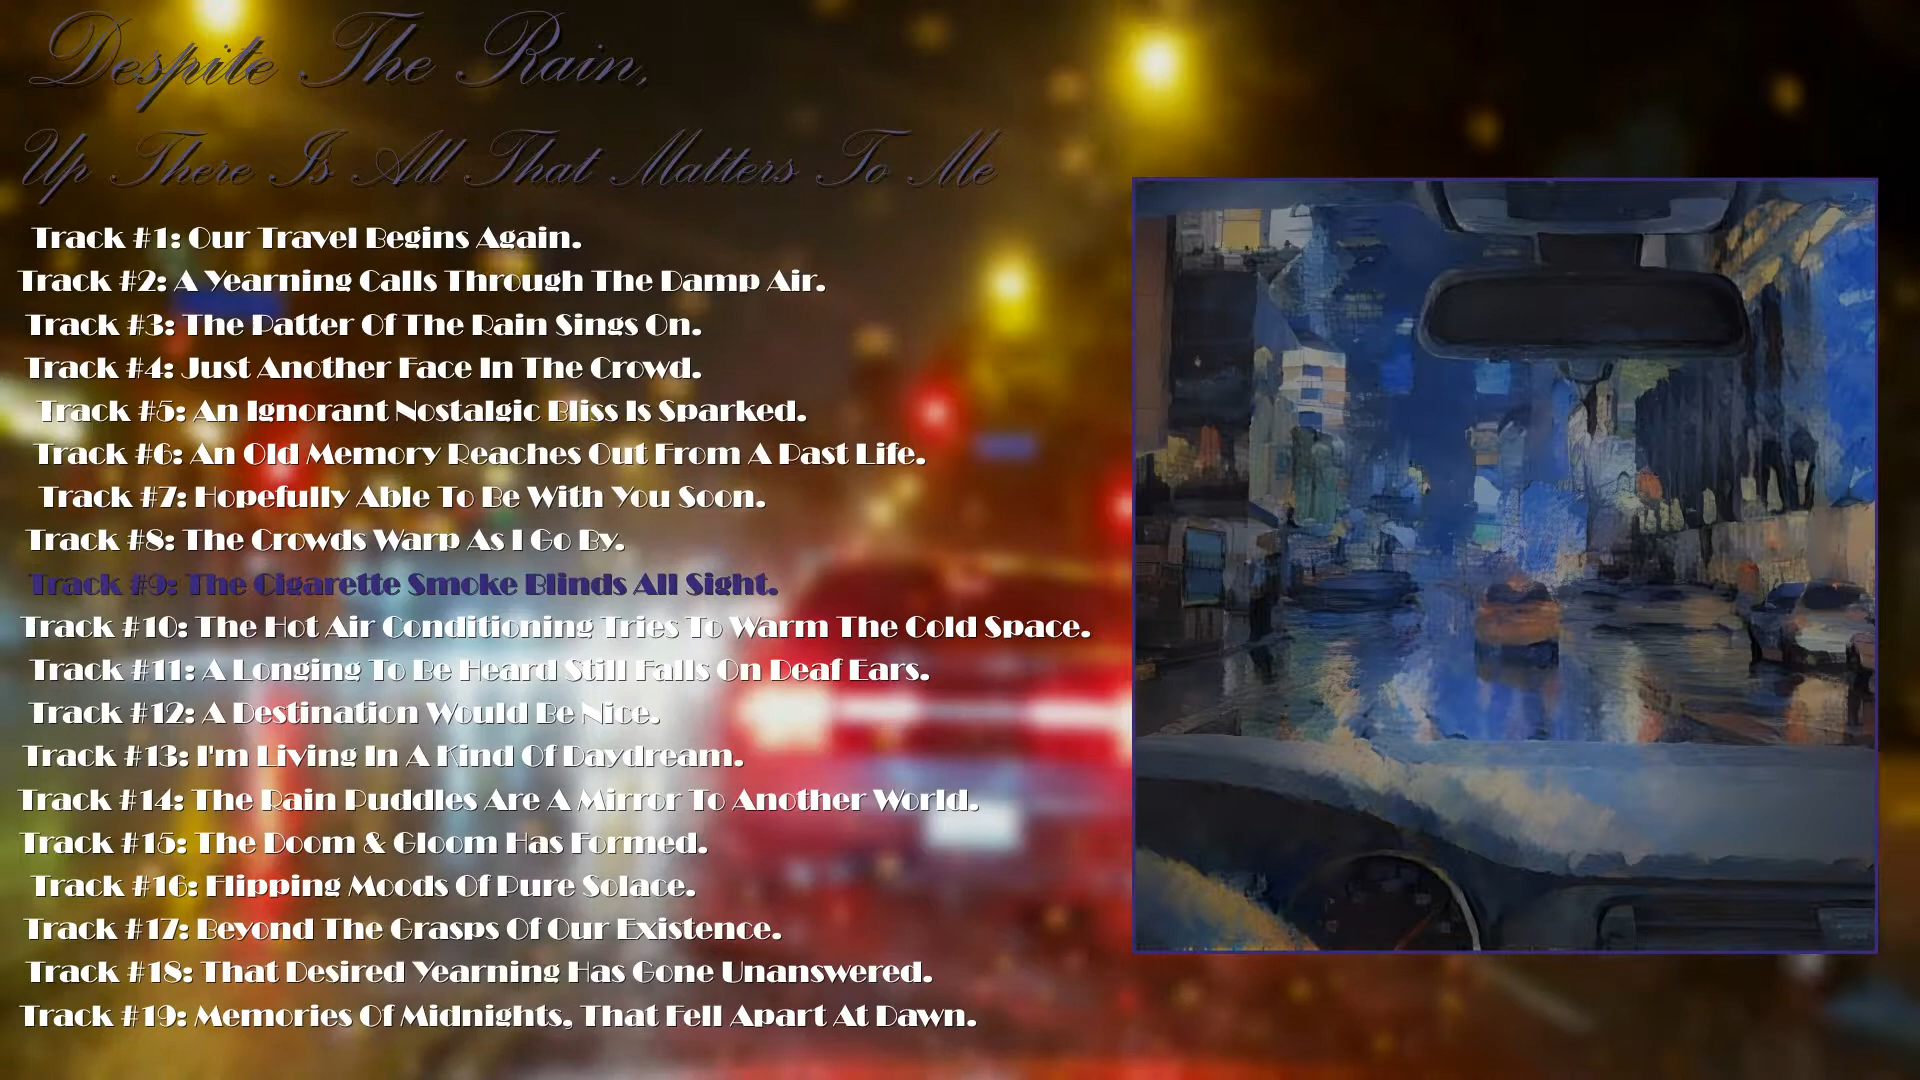 Despite The Rain,
Up There Is All That Matters To Me
Track #1: Our Travel Begins Again.
Track #2: A Yearning Calls Through The Damp Air.
Track #3: The Patter Of The Rain Sings On.
Track #4: Just Another Face In The Crowd.
Track #5: An Ignorant Nostalgic Bliss Is Sparked.
Track #6: An Old Memory Reaches Out From A Past Life.
Track #7: Hopefully Able To Be With You Soon.
Track #8: The Crowds Warp As I Go By.
Track #9: The Cigarette Smoke Blinds All Sight.
Track #10: The Hot Air Conditioning Tries To Warm The Cold Space.
Track #11: A Longing To Be Heard Still Falls On Deaf Ears.
Track #12: A Destination Would Be Nice.
Track #13: I'm Living In A Kind Of Daydream.
Track #14: The Rain Puddles Are A Mirror To Another World.
Track #15: The Doom & Gloom Has Formed.
Track #16: Flipping Moods Of Pure Solace.
Track #17: Beyond The Grasps Of Our Existence.
Track #18: That Desired Yearning Has Gone Unanswered.
Track #19: Memories Of Midnights, That Fell Apart At Dawn.